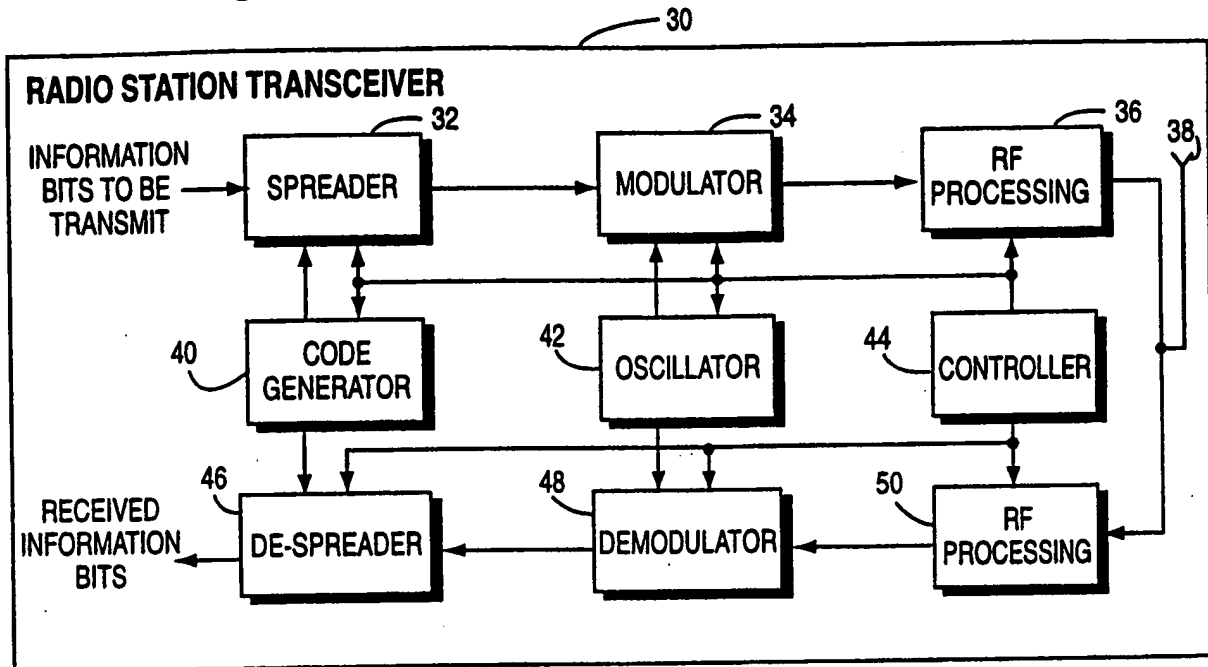 30
RADIO STATION TRANSCEIVER
32
34
36
38
INFORMATION
BITS TO BE
TRANSMIT
SPREADER
MODULATOR
RF
PROCESSING
40
CODE
GENERATOR
42
OSCILLATOR
44
CONTROLLER
46
48
50
RECEIVED
INFORMATION
BITS
DE-SPREADER
DEMODULATOR
RF
PROCESSING